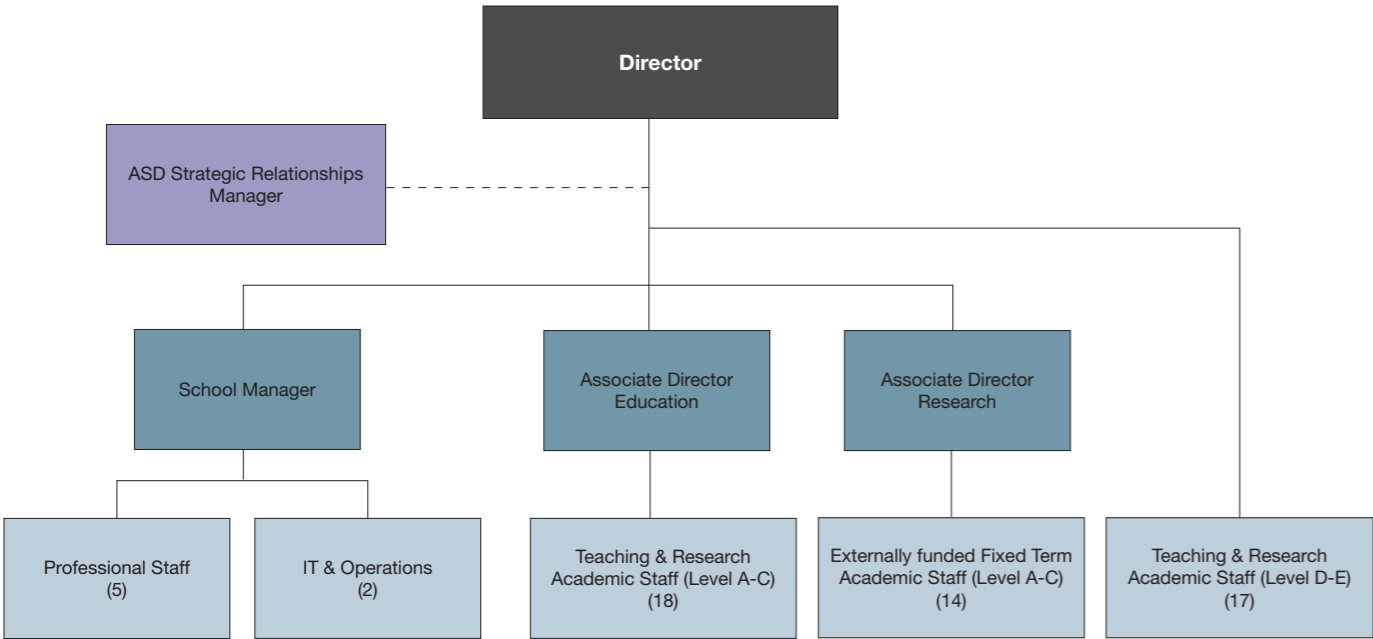 Director
ASD Strategic Relationships
Manager
School Manager
Associate Director
Education
Associate Director
Research
Professional Staff
(5)
IT & Operations
(2)
Teaching & Research
Academic Staff (Level A-C)
(18)
Externally funded Fixed Term
Academic Staff (Level A-C)
(14)
Teaching & Research
Academic Staff (Level D-E)
(17)